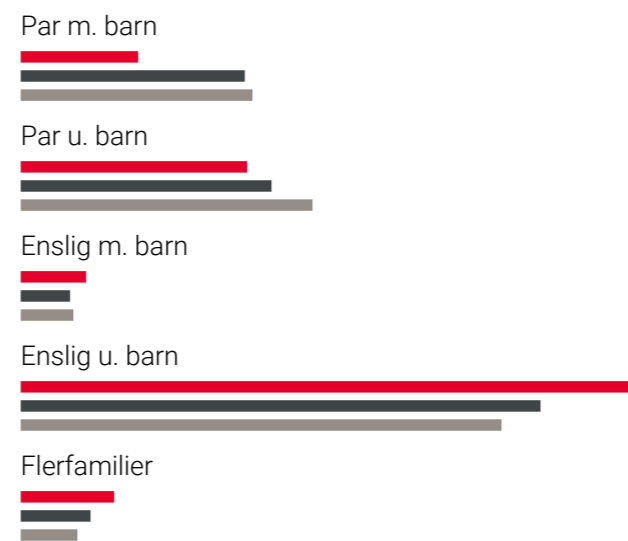 Par m. barn
Par u. barn
Enslig m. barn
Enslig u. barn
Flerfamilier